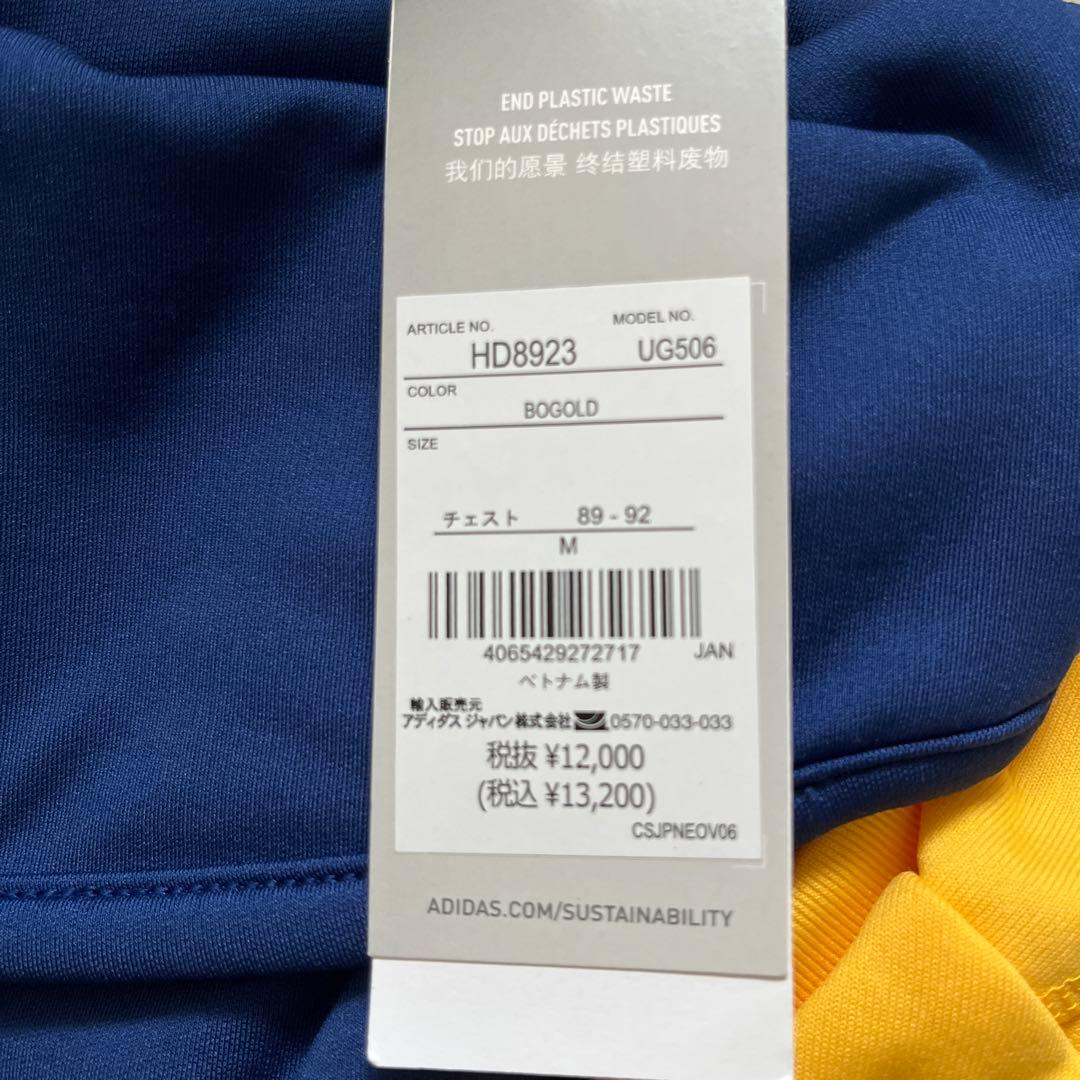 END PLASTIC WASTE
STOP AUX DÉCHETS PLASTIQUES
我们的愿景 终结塑料废物
ARTICLE NO. MODEL NO.
HD8923 UG506
COLOR
BOGOLD
SIZE
チェスト 89 - 92
M
4065429272717 JAN
ベトナム製
輸入販売元
アディダス ジャパン株式会社 0570-033-033
税抜 ¥12,000
(税込 ¥13,200)
CSJPNEOV06
ADIDAS.COM/SUSTAINABILITY